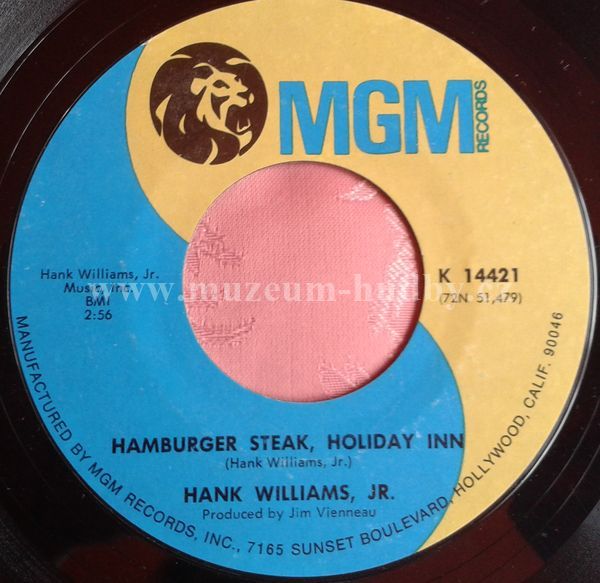 MGM
RECORDS
Hank Williams, Jr.
Music, Inc.
BMI
2:56
K 14421
(72N 51,479)
www.muzeum-hudby.cz
HAMBURGER STEAK, HOLIDAY INN
(Hank Williams, Jr.)
HANK WILLIAMS, JR.
Produced by Jim Vienneau
MANUFACTURED BY MGM RECORDS, INC., 7165 SUNSET BOULEVARD, HOLLYWOOD, CALIF. 90046